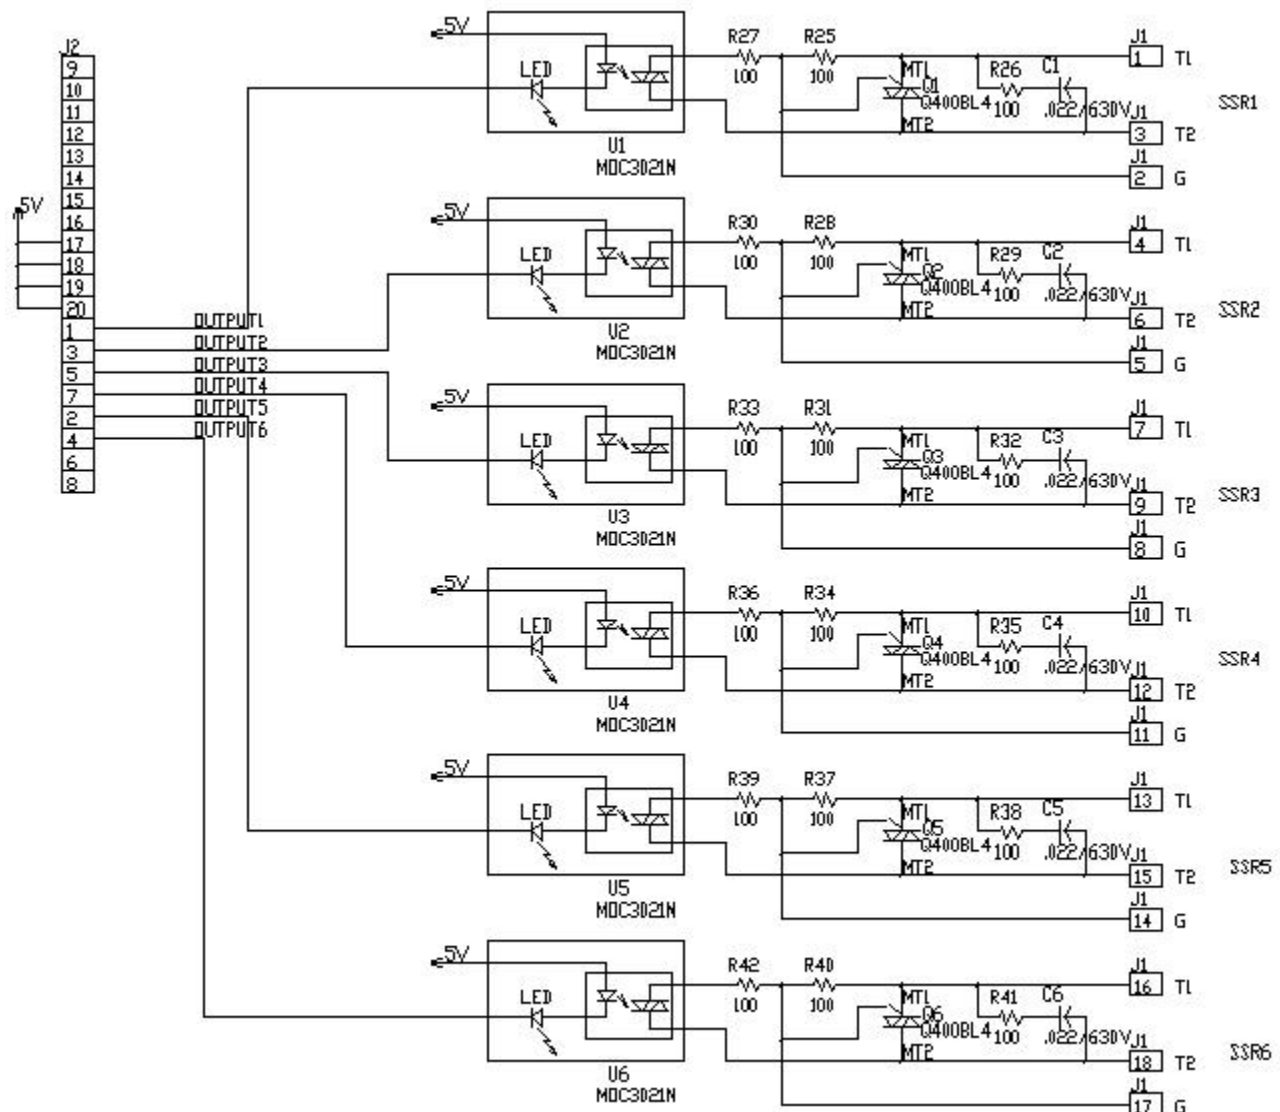 J2
9
10
11
12
13
14
15
16
17
18
19
20
1
3
5
7
2
4
6
8
5V
OUTPUT1
OUTPUT2
OUTPUT3
OUTPUT4
OUTPUT5
OUTPUT6
5V
LED
U1
MOC3021N
R27
100
R25
100
MT1
Q1
Q400BL4
MT2
R26
100
C1
.022/630V
J1
1 T1
J1
3 T2
J1
2 G
SSR1
5V
LED
U2
MOC3021N
R30
100
R28
100
MT1
Q2
Q400BL4
MT2
R29
100
C2
.022/630V
J1
4 T1
J1
6 T2
J1
5 G
SSR2
5V
LED
U3
MOC3021N
R33
100
R31
100
MT1
Q3
Q400BL4
MT2
R32
100
C3
.022/630V
J1
7 T1
J1
9 T2
J1
8 G
SSR3
5V
LED
U4
MOC3021N
R36
100
R34
100
MT1
Q4
Q400BL4
MT2
R35
100
C4
.022/630V
J1
10 T1
J1
12 T2
J1
11 G
SSR4
5V
LED
U5
MOC3021N
R39
100
R37
100
MT1
Q5
Q400BL4
MT2
R38
100
C5
.022/630V
J1
13 T1
J1
15 T2
J1
14 G
SSR5
5V
LED
U6
MOC3021N
R42
100
R40
100
MT1
Q6
Q400BL4
MT2
R41
100
C6
.022/630V
J1
16 T1
J1
18 T2
J1
17 G
SSR6